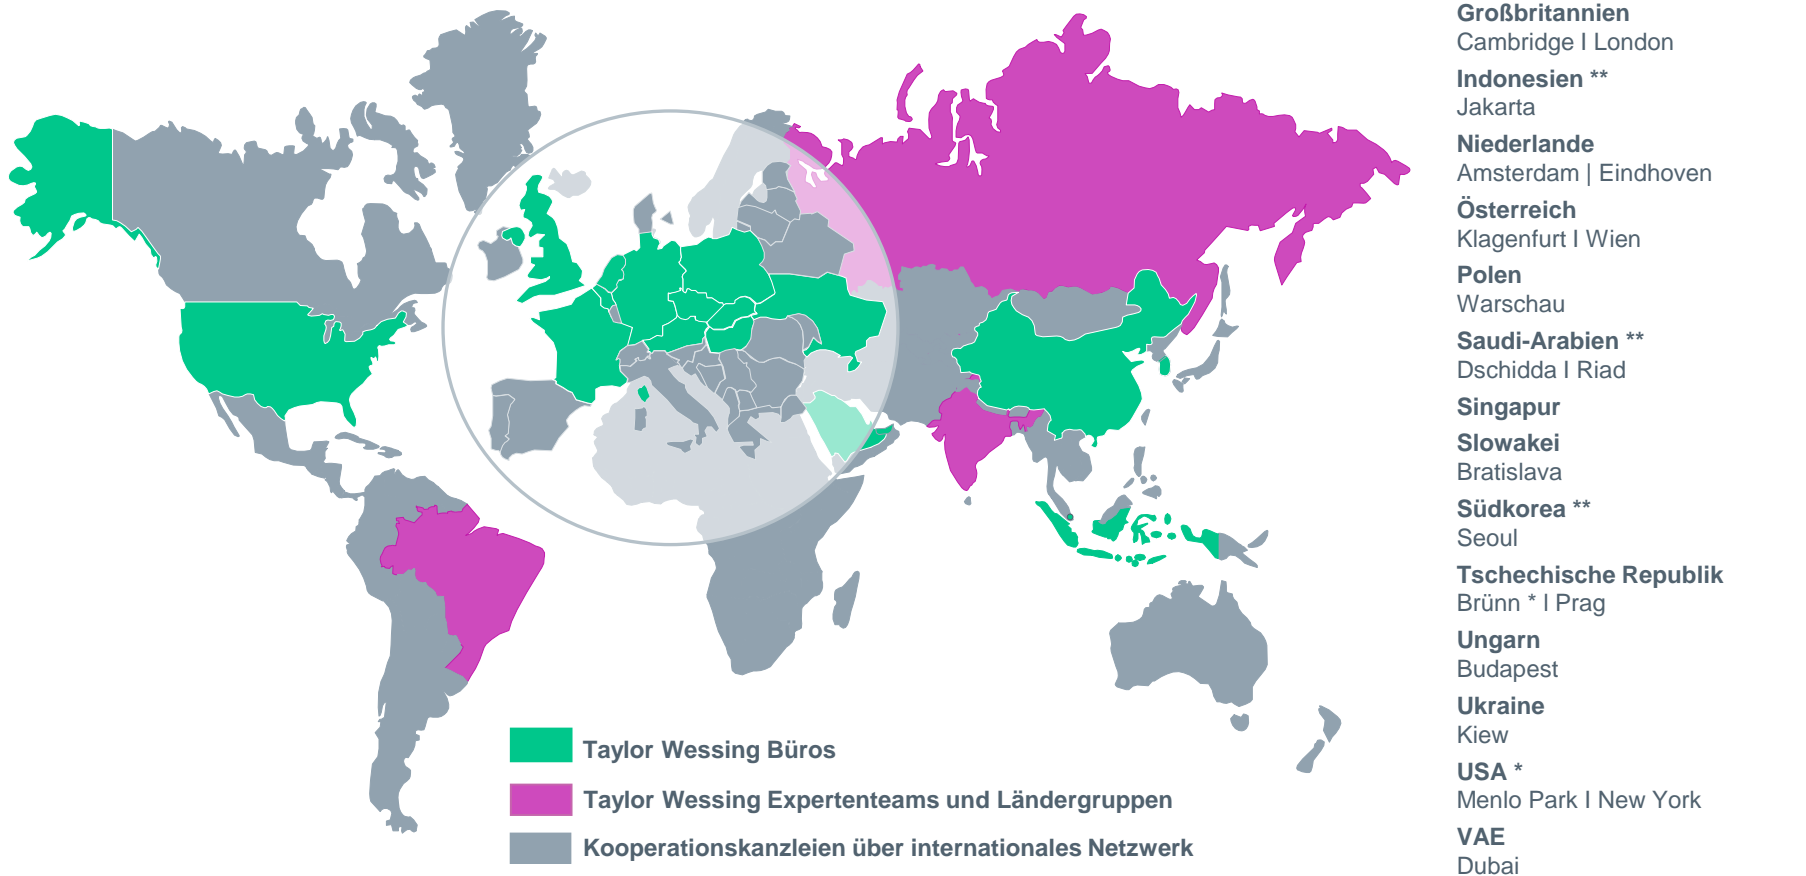 Großbritannien
Cambridge I London
Indonesien **
Jakarta
Niederlande
Amsterdam | Eindhoven
Österreich
Klagenfurt I Wien
Polen
Warschau
Saudi-Arabien **
Dschidda I Riad
Singapur
Slowakei
Bratislava
Südkorea **
Seoul
Tschechische Republik
Brünn * I Prag
Ungarn
Budapest
Ukraine
Kiew
USA *
Menlo Park I New York
VAE
Dubai
Taylor Wessing Büros
Taylor Wessing Expertenteams und Ländergruppen
Kooperationskanzleien über internationales Netzwerk